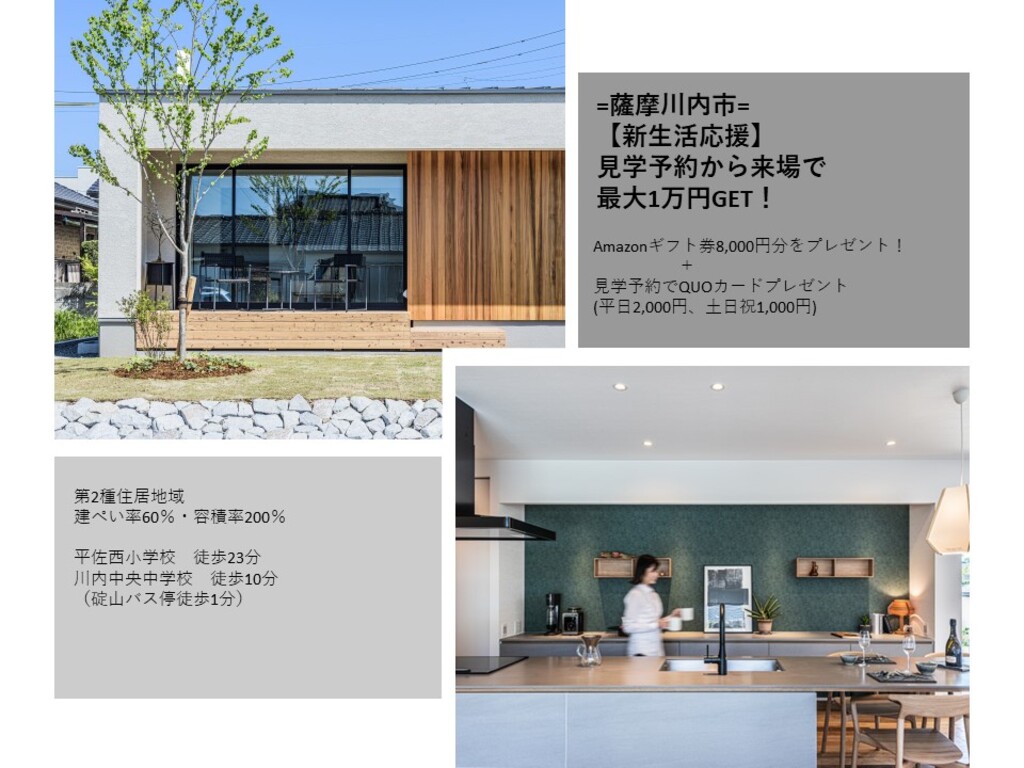 =薩摩川内市=
【新生活応援】
見学予約から来場で
最大1万円GET！
Amazonギフト券8,000円分をプレゼント！
+
見学予約でQUOカードプレゼント
(平日2,000円、土日祝1,000円)
第2種住居地域
建ぺい率60％・容積率200％
平佐西小学校　徒歩23分
川内中央中学校　徒歩10分
（碇山バス停徒歩1分）